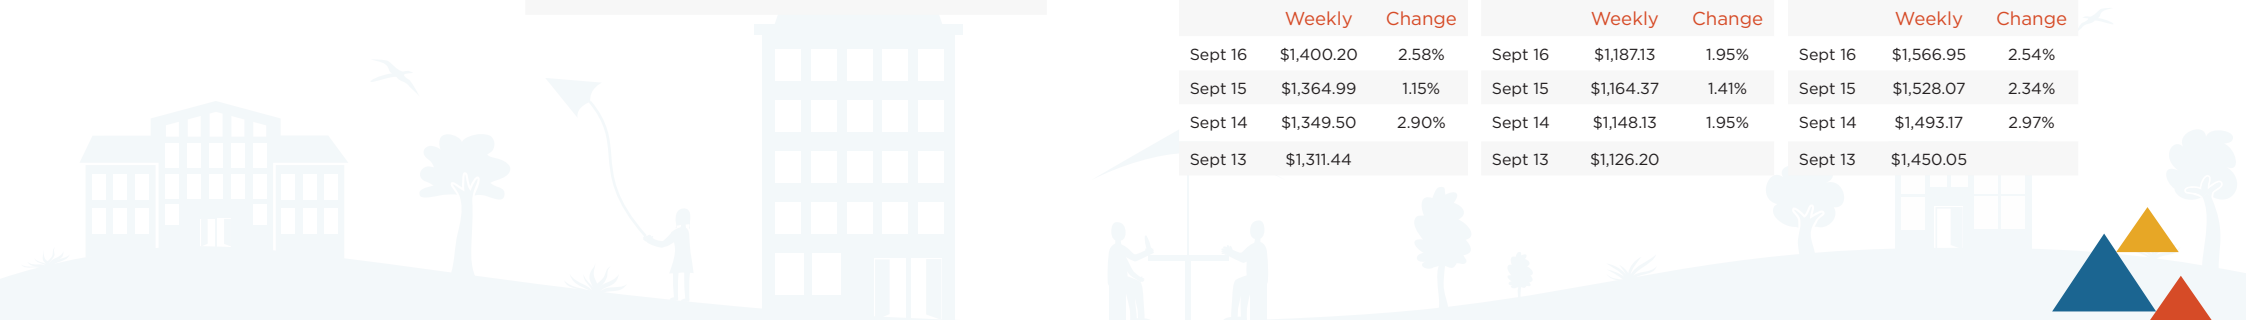 Weekly Change Weekly Change Weekly Change
Sept 16 $1,400.20 2.58% Sept 16 $1,187.13 1.95% Sept 16 $1,566.95 2.54%
Sept 15 $1,364.99 1.15% Sept 15 $1,164.37 1.41% Sept 15 $1,528.07 2.34%
Sept 14 $1,349.50 2.90% Sept 14 $1,148.13 1.95% Sept 14 $1,493.17 2.97%
Sept 13 $1,311.44 Sept 13 $1,126.20 Sept 13 $1,450.05